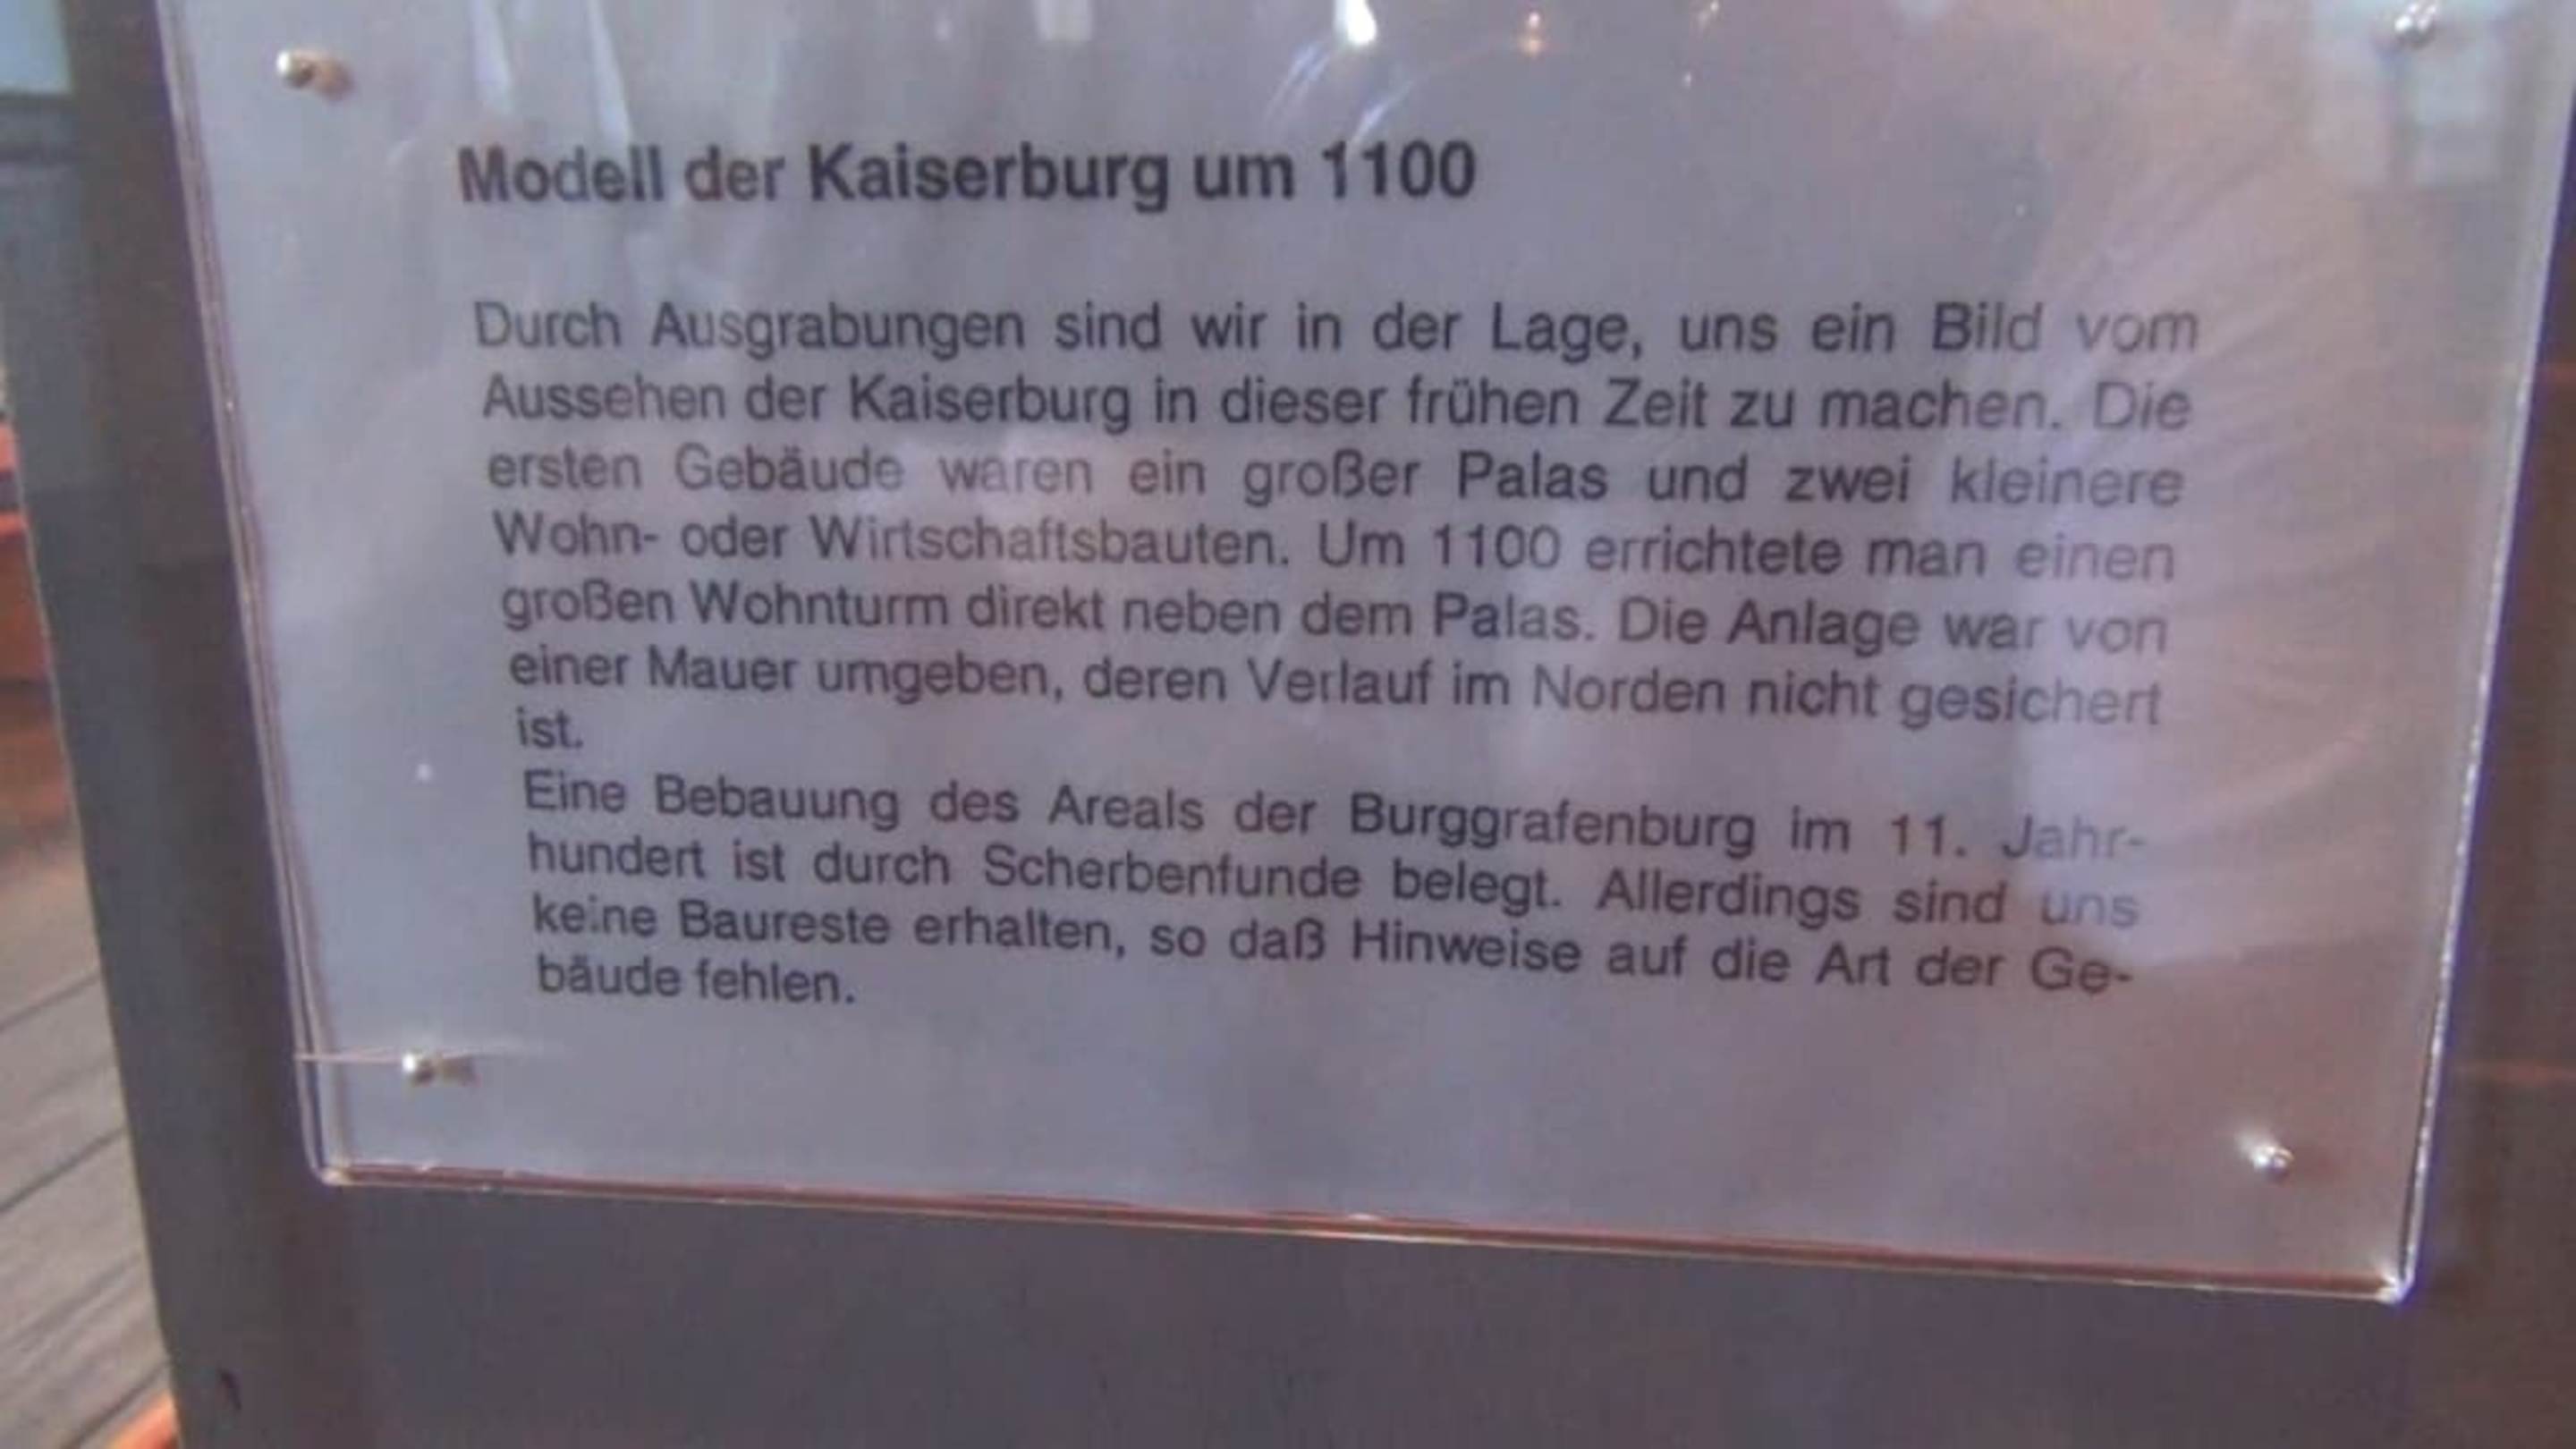 Modell der Kaiserburg um 1100
Durch Ausgrabungen sind wir in der Lage, uns ein Bild vom
Aussehen der Kaiserburg in dieser frühen Zeit zu machen. Die
ersten Gebäude waren ein großer Palas und zwei kleinere
Wohn- oder Wirtschaftsbauten. Um 1100 errichtete man einen
großen Wohnturm direkt neben dem Palas. Die Anlage war von
einer Mauer umgeben, deren Verlauf im Norden nicht gesichert
ist.
Eine Bebauung des Areals der Burggrafenburg im 11. Jahr-
hundert ist durch Scherbenfunde belegt. Allerdings sind uns
keine Baureste erhalten, so daß Hinweise auf die Art der Ge-
bäude fehlen.